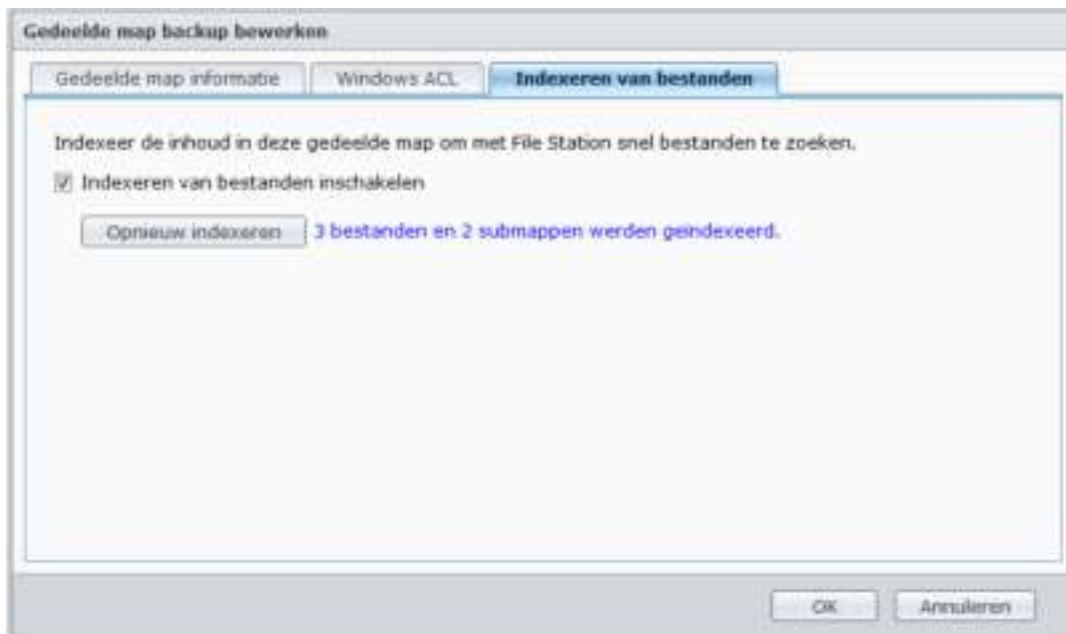 Gedeelde map backup bewerken
Gedeelde map informatie
Windows ACL
Indexeren van bestanden
Indexeer de inhoud in deze gedeelde map om met File Station snel bestanden te zoeken.
Indexeren van bestanden inschakelen
Opnieuw indexeren
3 bestanden en 2 submappen werden geïndexeerd.
OK
Annuleren